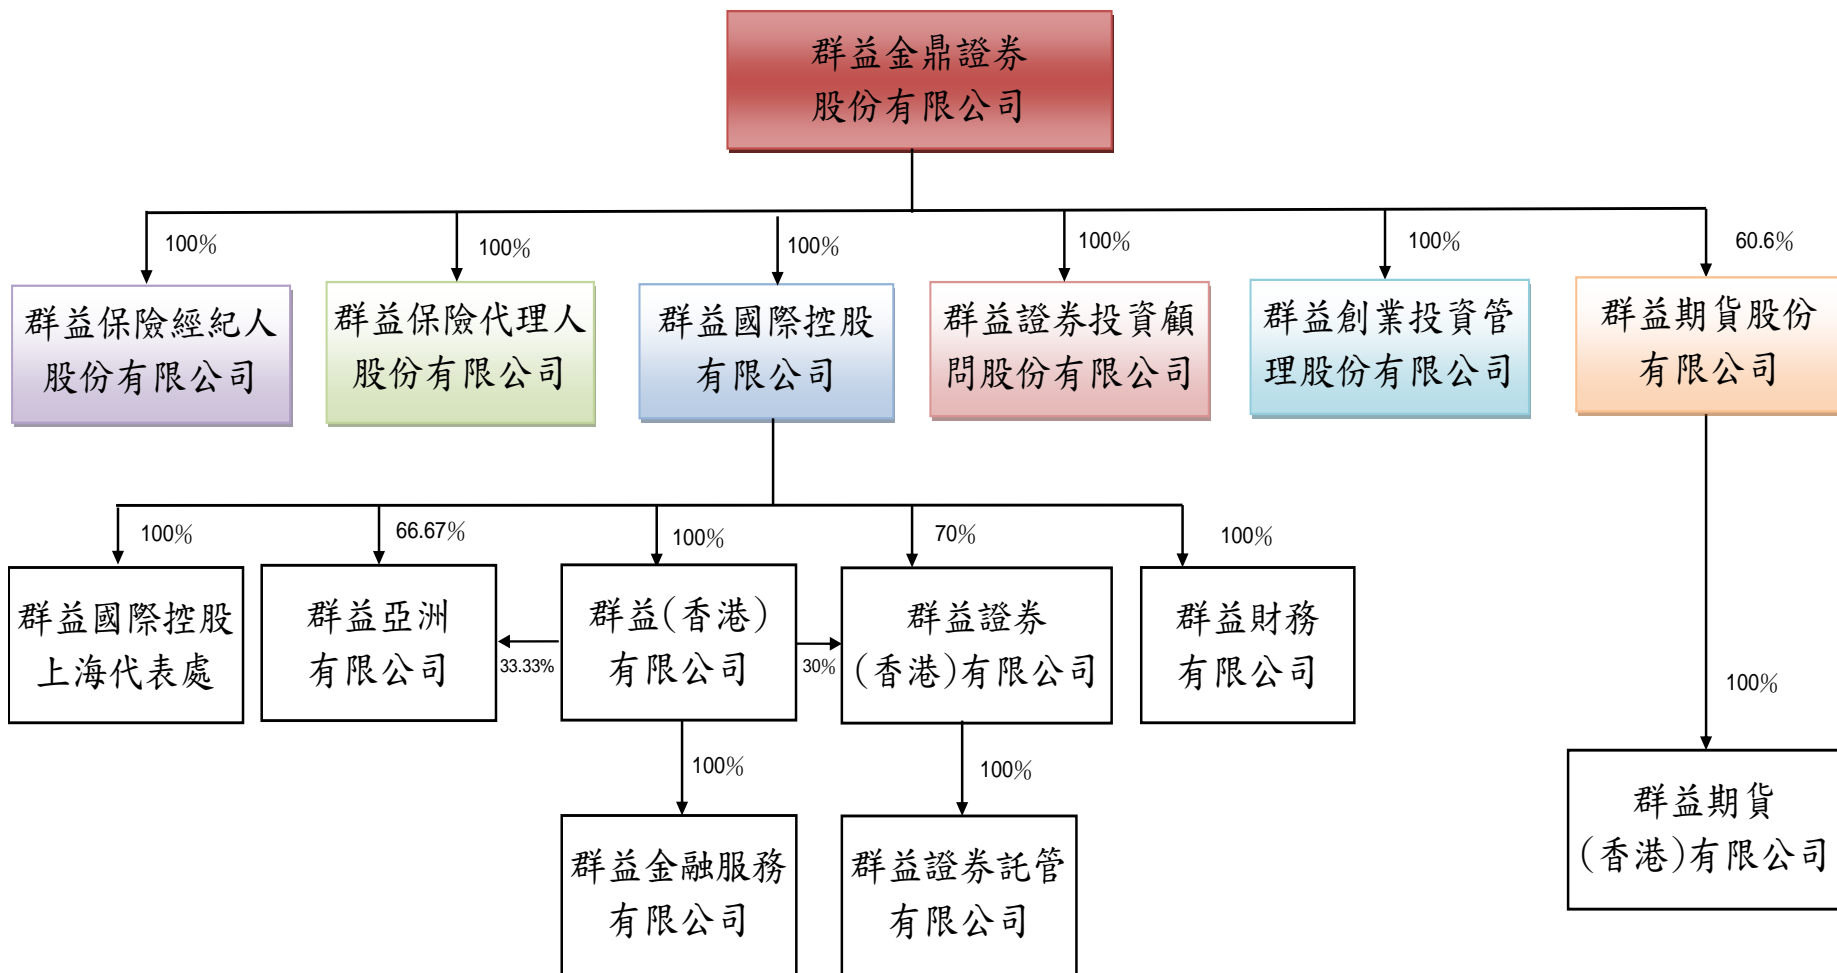 群益金鼎證券
股份有限公司
100%
100%
100%
100%
100%
60.6%
群益保險經紀人
股份有限公司
群益保險代理人
股份有限公司
群益國際控股
有限公司
群益證券投資顧
問股份有限公司
群益創業投資管
理股份有限公司
群益期貨股份
有限公司
100%
66.67%
100%
70%
100%
群益國際控股
上海代表處
群益亞洲
有限公司
33.33%
群益(香港)
有限公司
30%
群益證券
(香港)有限公司
群益財務
有限公司
100%
100%
100%
群益金融服務
有限公司
群益證券託管
有限公司
群益期貨
(香港)有限公司